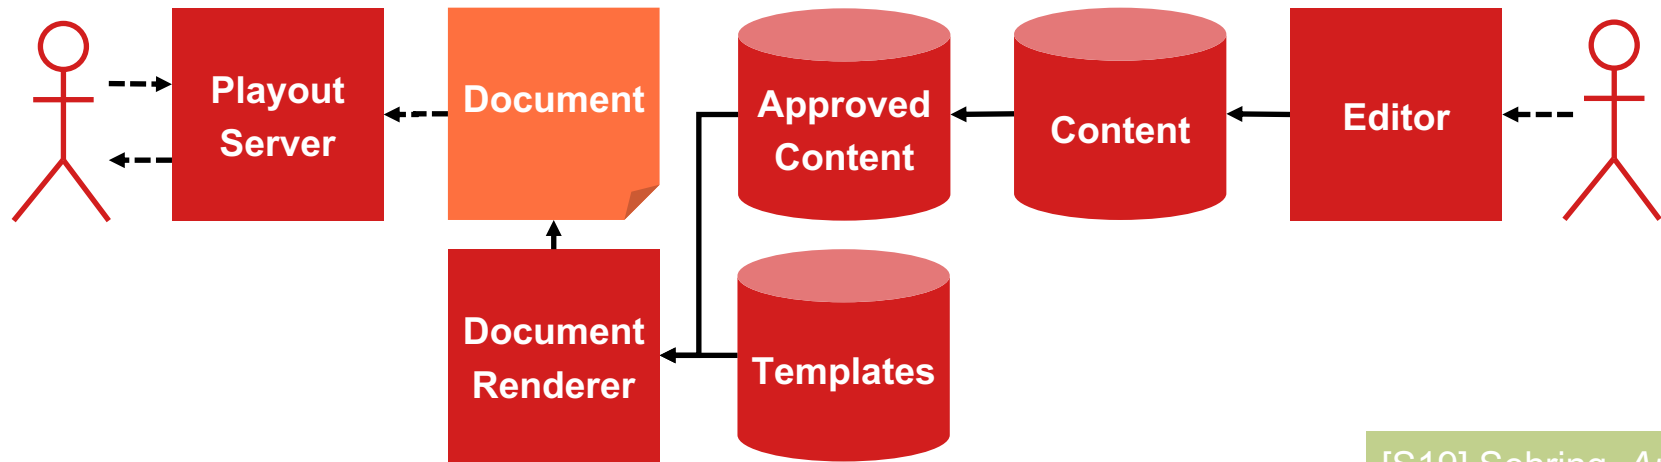 Playout
Server
Document
Approved
Content
Content
Editor
Document
Renderer
Templates